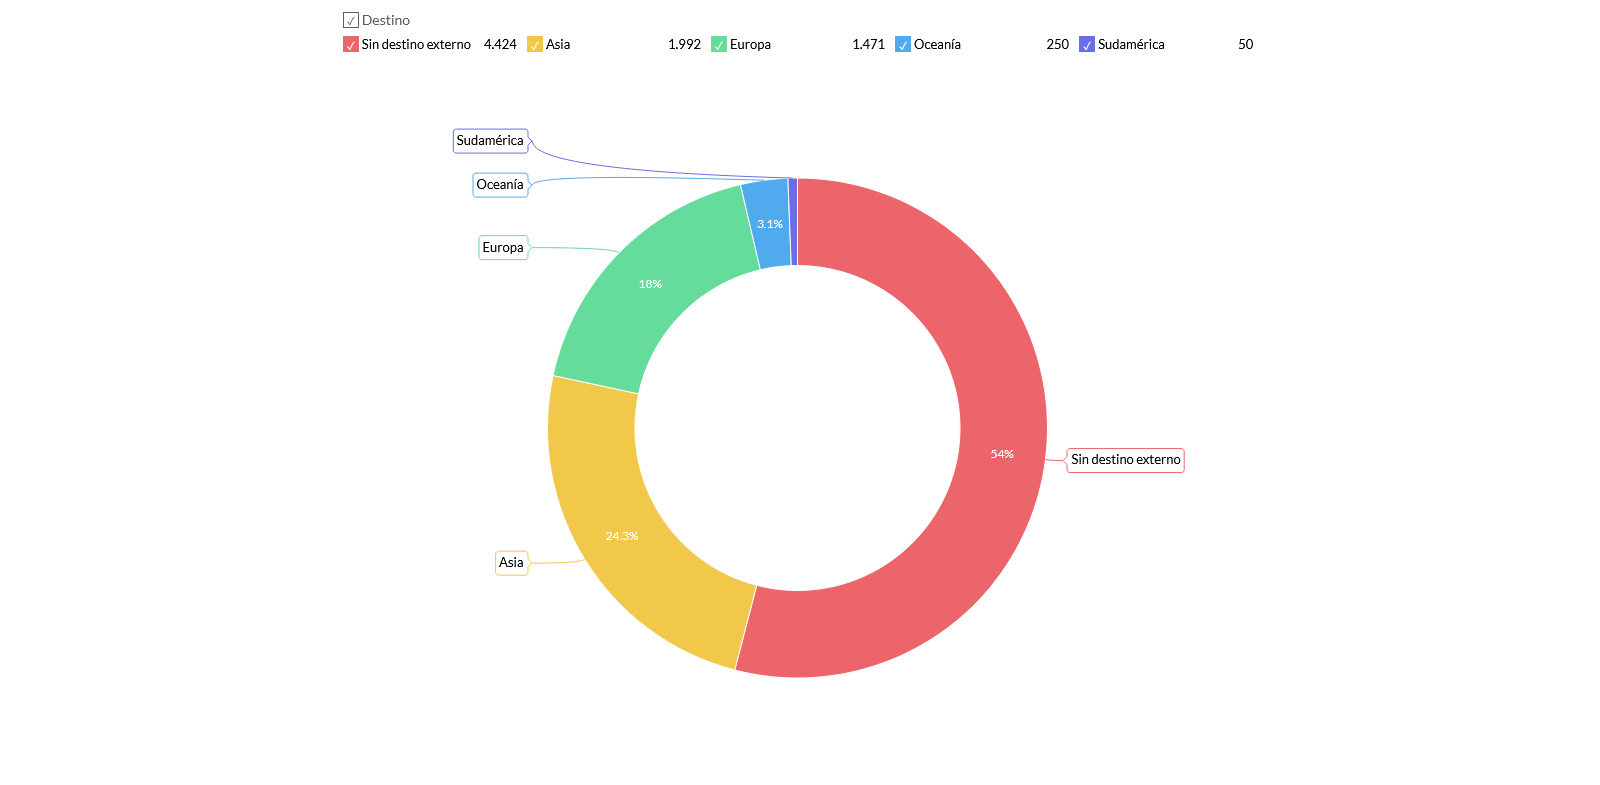 Destino
Sin destino externo 4.424 Asia 1.992 Europa 1.471 Oceanía 250 Sudamérica 50
Sudamérica
Oceanía
3.1%
Europa
18%
54%
Sin destino externo
24.3%
Asia